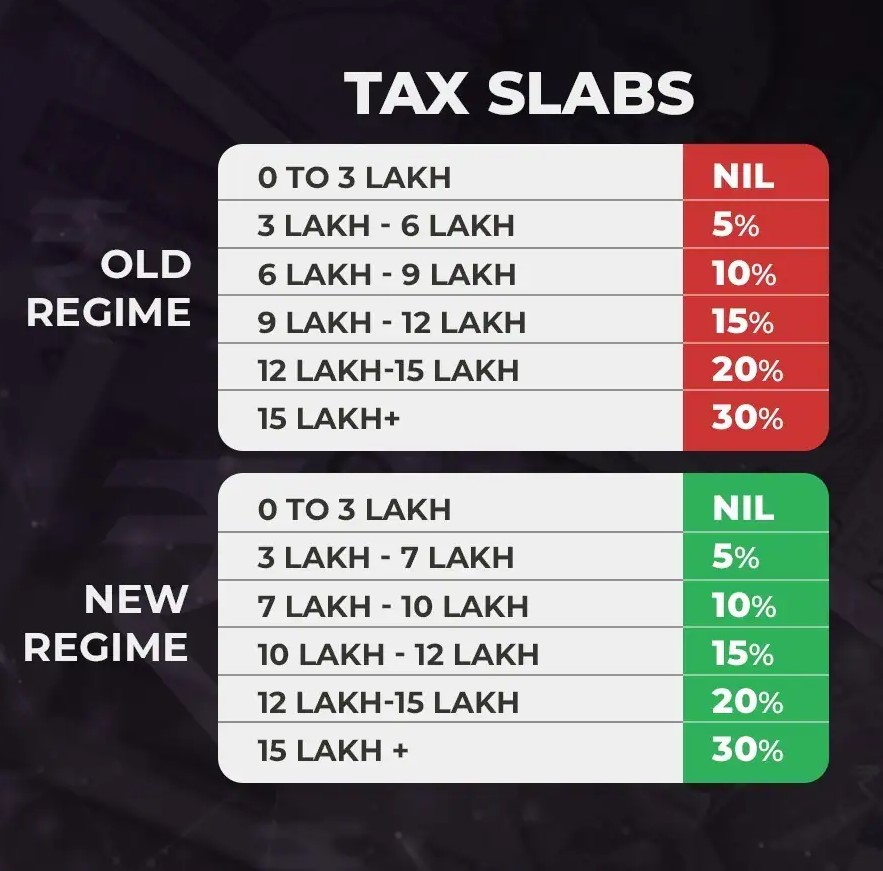 TAX SLABS
OLD
REGIME
0 TO 3 LAKH NIL
3 LAKH - 6 LAKH 5%
6 LAKH - 9 LAKH 10%
9 LAKH - 12 LAKH 15%
12 LAKH-15 LAKH 20%
15 LAKH+ 30%
NEW
REGIME
0 TO 3 LAKH NIL
3 LAKH - 7 LAKH 5%
7 LAKH - 10 LAKH 10%
10 LAKH - 12 LAKH 15%
12 LAKH-15 LAKH 20%
15 LAKH + 30%